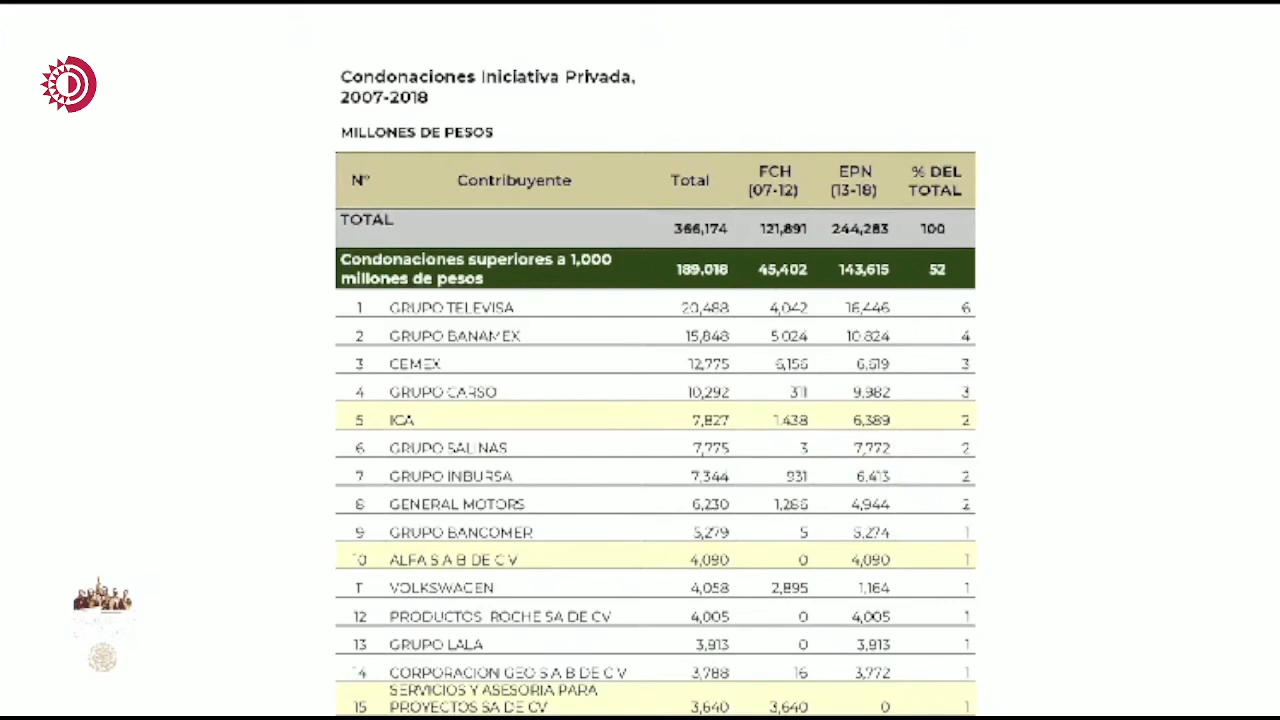 Condonaciones Iniciativa Privada,
2007-2018
MILLONES DE PESOS
N° Contribuyente Total FCH (07-12) EPN (13-18) % DEL TOTAL
TOTAL 366,174 121,891 244,283 100
Condonaciones superiores a 1,000
millones de pesos 189,018 45,402 143,615 52
1 GRUPO TELEVISA 20,488 4,042 16,446 6
2 GRUPO BANAMEX 15,848 5,024 10,824 4
3 CEMEX 12,775 6,156 6,619 3
4 GRUPO CARSO 10,292 311 9,982 3
5 ICA 7,827 1,438 6,389 2
6 GRUPO SALINAS 7,775 3 7,772 2
7 GRUPO INBURSA 7,344 931 6,413 2
8 GENERAL MOTORS 6,230 1,286 4,944 2
9 GRUPO BANCOMER 5,279 5 5,274 1
10 ALFA S A B DE C V 4,090 0 4,090 1
11 VOLKSWAGEN 4,058 2,895 1,164 1
12 PRODUCTOS ROCHE SA DE CV 4,005 0 4,005 1
13 GRUPO LALA 3,913 0 3,913 1
14 CORPORACION GEO S A B DE C V 3,788 16 3,772 1
SERVICIOS Y ASESORIA PARA
15 PROYECTOS SA DE CV 3,640 3,640 0 1